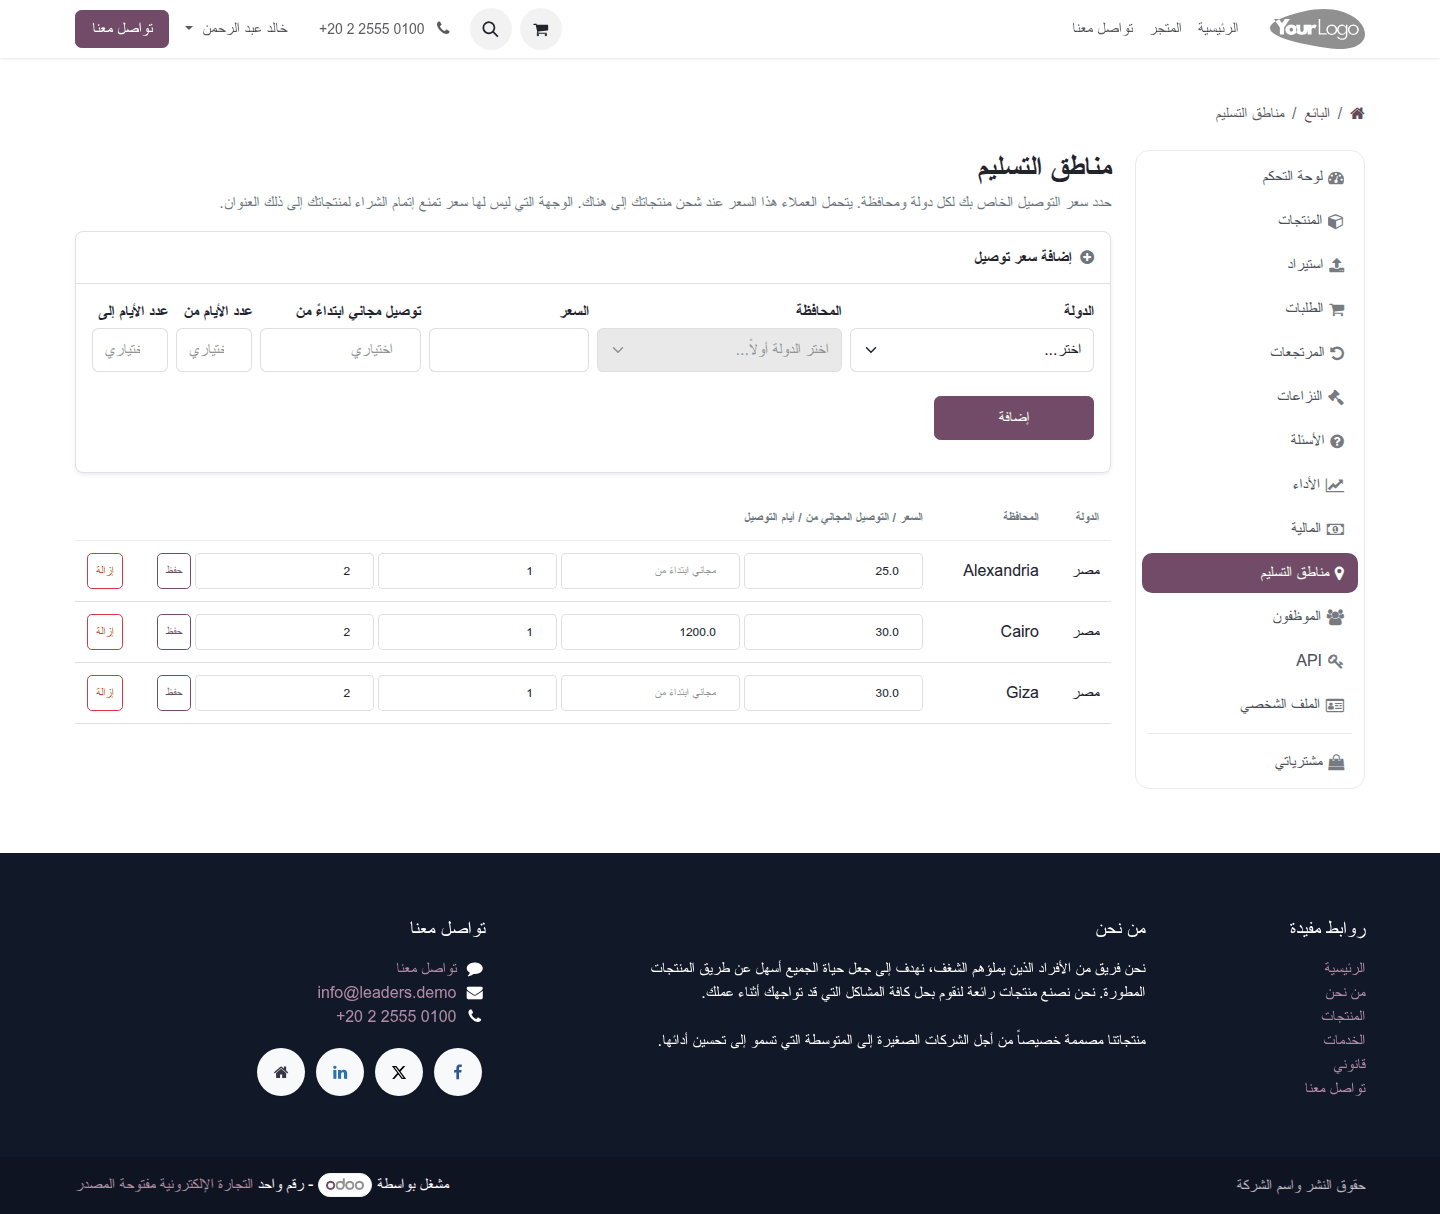 YourLogo
الرئيسية
المتجر
تواصل معنا
+20 2 2555 0100
خالد عبد الرحمن
تواصل معنا
/ البائع / مناطق التسليم
لوحة التحكم
المنتجات
استيراد
الطلبات
المرتجعات
النزاعات
الأسئلة
الأداء
المالية
مناطق التسليم
الموظفون
API
الملف الشخصي
مشترياتي
مناطق التسليم
حدد سعر التوصيل الخاص بك لكل دولة ومحافظة. يتحمل العملاء هذا السعر عند شحن منتجاتك إلى هناك. الوجهة التي ليس لها سعر تمنع إتمام الشراء لمنتجاتك إلى ذلك العنوان.
إضافة سعر توصيل
الدولة المحافظة السعر توصيل مجاني ابتداءً من عدد الأيام من عدد الأيام إلى
اختر... اختر الدولة أولاً... اختياري
إضافة
الدولة المحافظة السعر / التوصيل المجاني من / أيام التوصيل
مصر Alexandria 25.0 مجاني ابتداءً من 1 2 حفظ إزالة
مصر Cairo 30.0 1200.0 1 2 حفظ إزالة
مصر Giza 30.0 مجاني ابتداءً من 1 2 حفظ إزالة
روابط مفيدة
الرئيسية
من نحن
المنتجات
الخدمات
قانوني
تواصل معنا
من نحن
نحن فريق من الأفراد الذين يملؤهم الشغف، نهدف إلى جعل حياة الجميع أسهل عن طريق المنتجات
المطورة. نحن نصنع منتجات رائعة لنقوم بحل كافة المشاكل التي قد تواجهك أثناء عملك.
منتجاتنا مصممة خصيصاً من أجل الشركات الصغيرة إلى المتوسطة التي تسمو إلى تحسين أدائها.
تواصل معنا
تواصل معنا
info@leaders.demo
+20 2 2555 0100
حقوق النشر واسم الشركة
مشغل بواسطة odoo - رقم واحد التجارة الإلكترونية مفتوحة المصدر